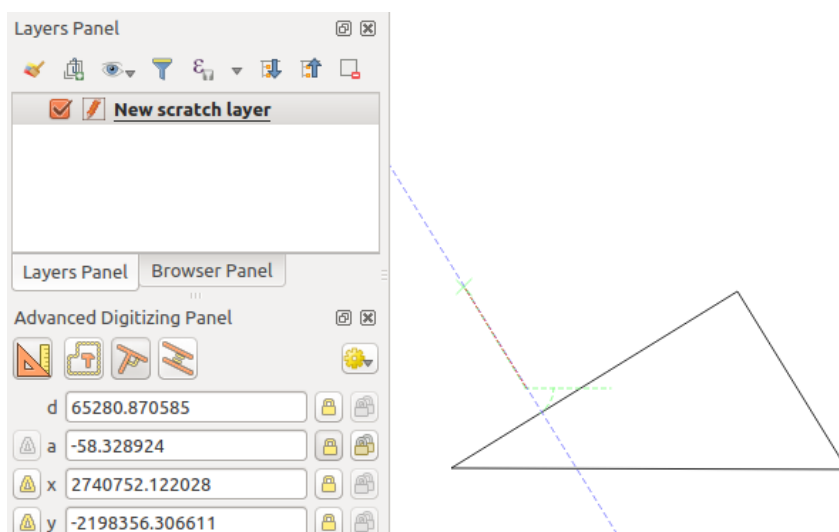 Layers Panel
New scratch layer
Layers Panel Browser Panel
Advanced Digitizing Panel
d 65280.870585
a -58.328924
x 2740752.122028
y -2198356.306611